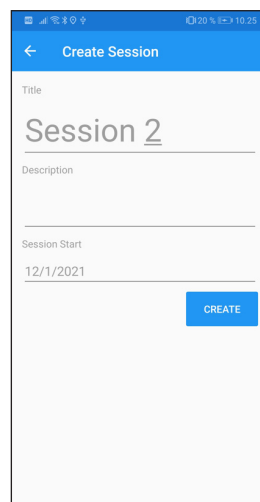 20 % 10.25
Create Session
Title
Session 2
Description
Session Start
12/1/2021
CREATE